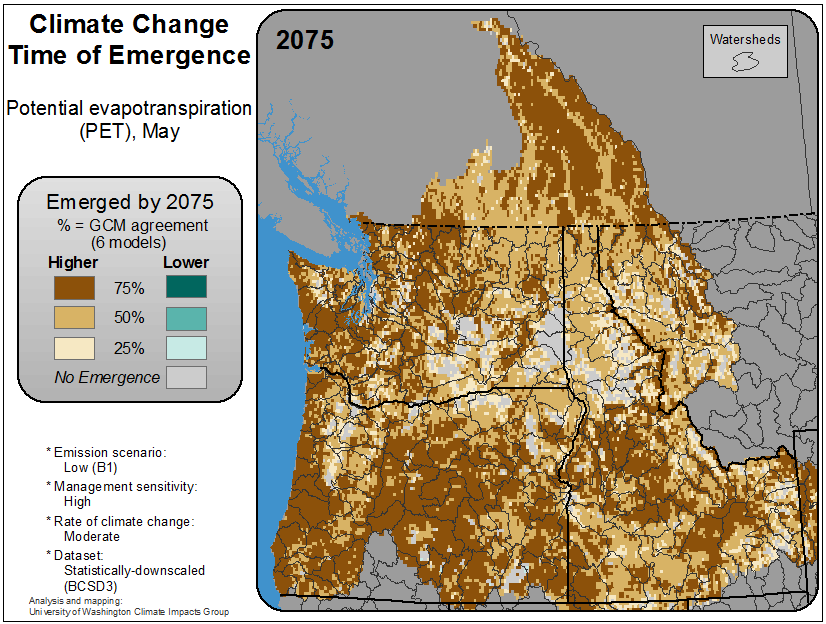 Climate Change
Time of Emergence
Potential evapotranspiration
(PET), May
Emerged by 2075
% = GCM agreement
(6 models)
Higher Lower
75%
50%
25%
No Emergence
* Emission scenario:
Low (B1)
* Management sensitivity:
High
* Rate of climate change:
Moderate
* Dataset:
Statistically-downscaled
(BCSD3)
Analysis and mapping:
University of Washington Climate Impacts Group
2075
Watersheds